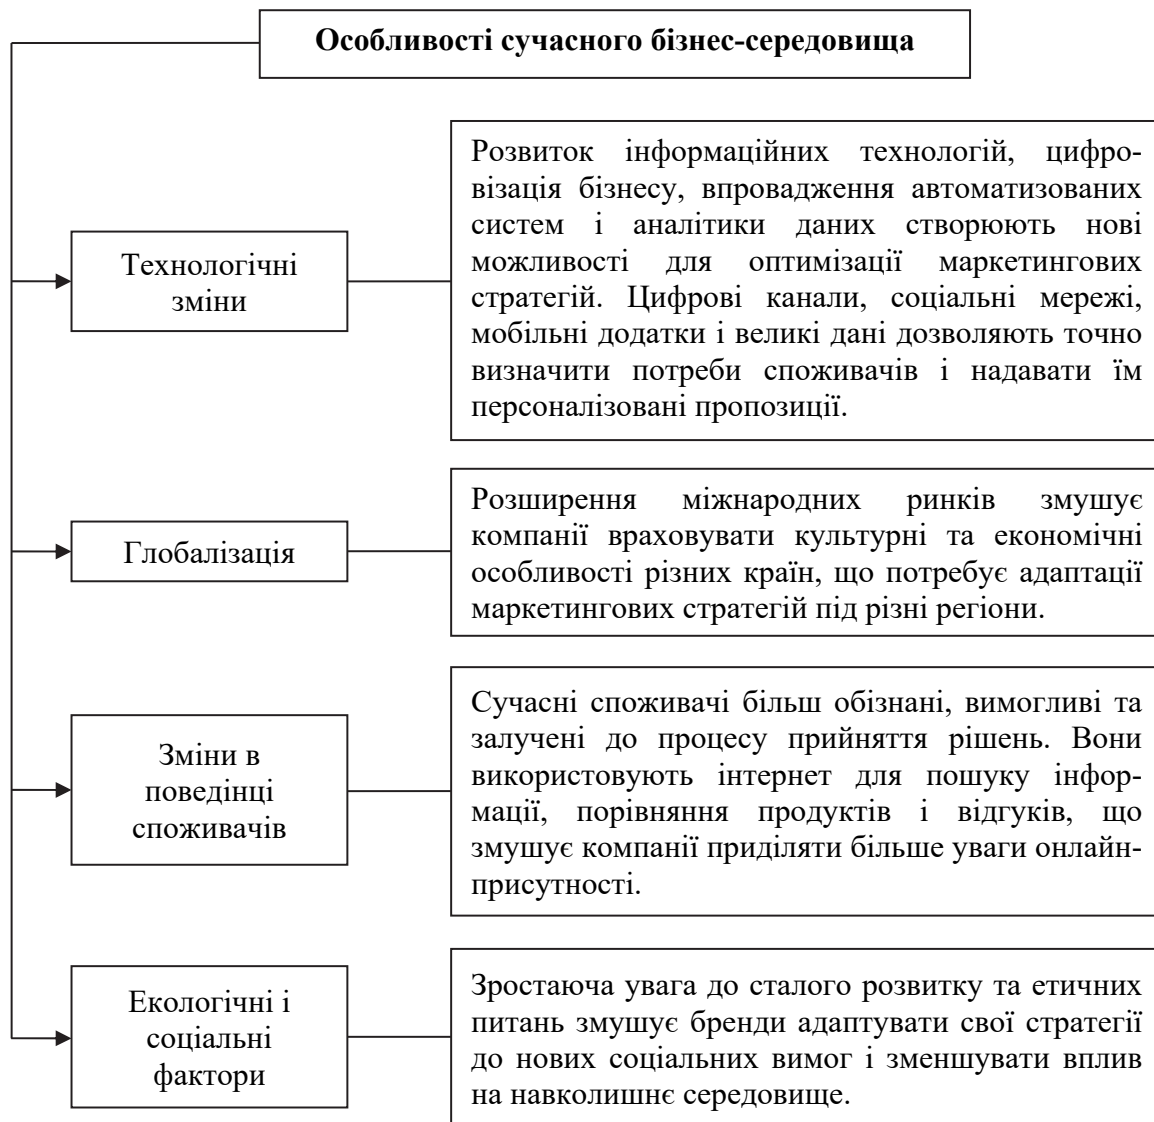 Особливості сучасного бізнес-середовища
Технологічні
зміни
Розвиток інформаційних технологій, цифро-
візація бізнесу, впровадження автоматизованих
систем і аналітики даних створюють нові
можливості для оптимізації маркетингових
стратегій. Цифрові канали, соціальні мережі,
мобільні додатки і великі дані дозволяють точно
визначити потреби споживачів і надавати їм
персоналізовані пропозиції.
Глобалізація
Розширення міжнародних ринків змушує
компанії враховувати культурні та економічні
особливості різних країн, що потребує адаптації
маркетингових стратегій під різні регіони.
Зміни в
поведінці
споживачів
Сучасні споживачі більш обізнані, вимогливі та
залучені до процесу прийняття рішень. Вони
використовують інтернет для пошуку інфор-
мації, порівняння продуктів і відгуків, що
змушує компанії приділяти більше уваги онлайн-
присутності.
Екологічні і
соціальні
фактори
Зростаюча увага до сталого розвитку та етичних
питань змушує бренди адаптувати свої стратегії
до нових соціальних вимог і зменшувати вплив
на навколишнє середовище.